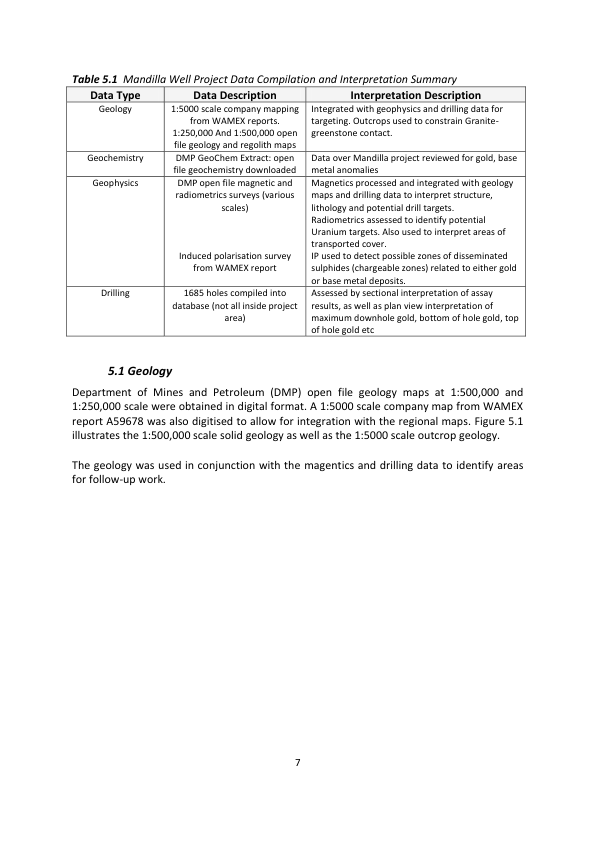 Table 5.1 Mandilla Well Project Data Compilation and Interpretation Summary
Data Type Data Description Interpretation Description
Geology
1:5000 scale company mapping
from WAMEX reports.
1:250,000 And 1:500,000 open
file geology and regolith maps
Integrated with geophysics and drilling data for
targeting. Outcrops used to constrain Granite-
greenstone contact.
Geochemistry
DMP GeoChem Extract: open
file geochemistry downloaded
Data over Mandilla project reviewed for gold, base
metal anomalies
Geophysics
DMP open file magnetic and
radiometrics surveys (various
scales)
Magnetics processed and integrated with geology
maps and drilling data to interpret structure,
lithology and potential drill targets.
Radiometrics assessed to identify potential
Uranium targets. Also used to interpret areas of
transported cover.
Induced polarisation survey
from WAMEX report
IP used to detect possible zones of disseminated
sulphides (chargeable zones) related to either gold
or base metal deposits.
Drilling
1685 holes compiled into
database (not all inside project
area)
Assessed by sectional interpretation of assay
results, as well as plan view interpretation of
maximum downhole gold, bottom of hole gold, top
of hole gold etc
5.1 Geology
Department of Mines and Petroleum (DMP) open file geology maps at 1:500,000 and
1:250,000 scale were obtained in digital format. A 1:5000 scale company map from WAMEX
report A59678 was also digitised to allow for integration with the regional maps. Figure 5.1
illustrates the 1:500,000 scale solid geology as well as the 1:5000 scale outcrop geology.
The geology was used in conjunction with the magentics and drilling data to identify areas
for follow-up work.
7